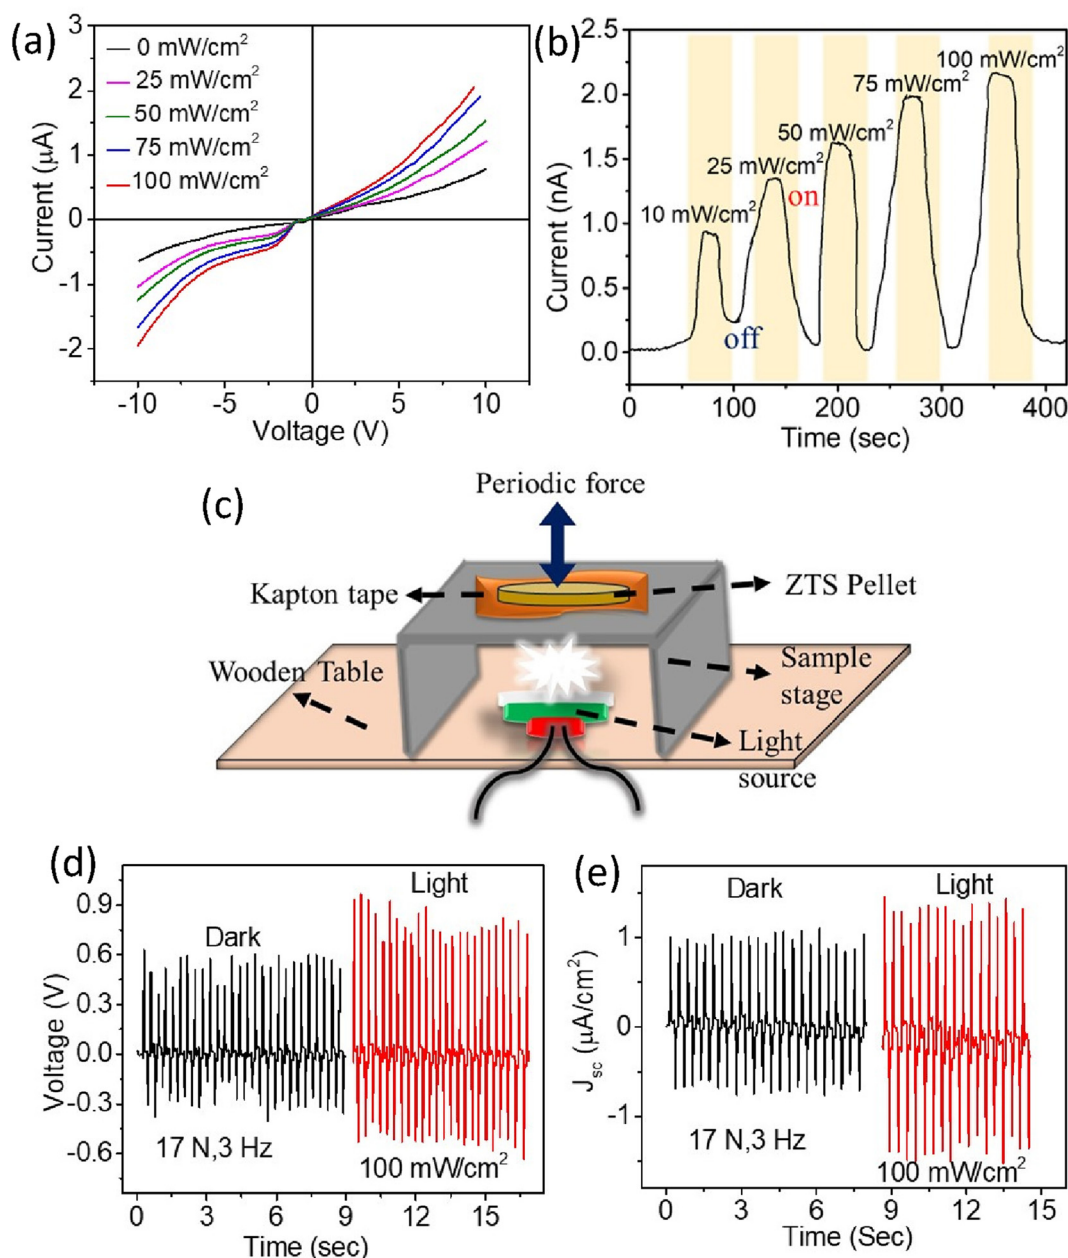 (a)
3
2
1
0
-1
-2
Current (μA)
0 mW/cm²
25 mW/cm²
50 mW/cm²
75 mW/cm²
100 mW/cm²
-10
-5
0
5
10
Voltage (V)
(b)
2.5
2.0
1.5
1.0
0.5
0.0
Current (nA)
10 mW/cm²
25 mW/cm²
50 mW/cm²
75 mW/cm²
100 mW/cm²
on
off
0
100
200
300
400
Time (sec)
(c)
Periodic force
Kapton tape
ZTS Pellet
Wooden Table
Sample
stage
Light
source
(d)
0.9
0.6
0.3
0.0
-0.3
-0.6
Voltage (V)
Dark
Light
17 N,3 Hz
100 mW/cm²
0
3
6
9
12
15
Time (sec)
(e)
1
0
-1
Jsc (μA/cm²)
Dark
Light
17 N,3 Hz
100 mW/cm²
0
3
6
9
12
15
Time (Sec)